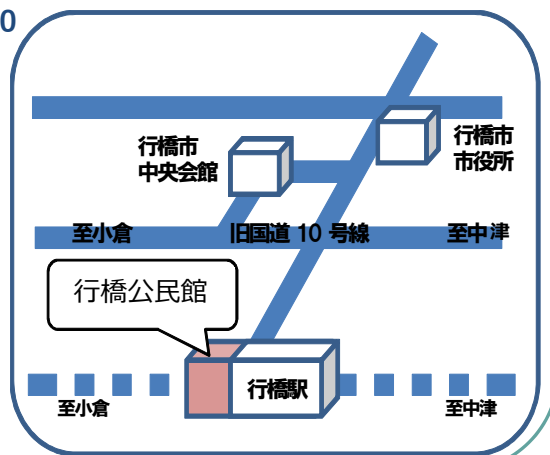 0
行橋市
中央会館
行橋市
市役所
至小倉
旧国道 10 号線
至中津
行橋公民館
行橋駅
至小倉
至中津